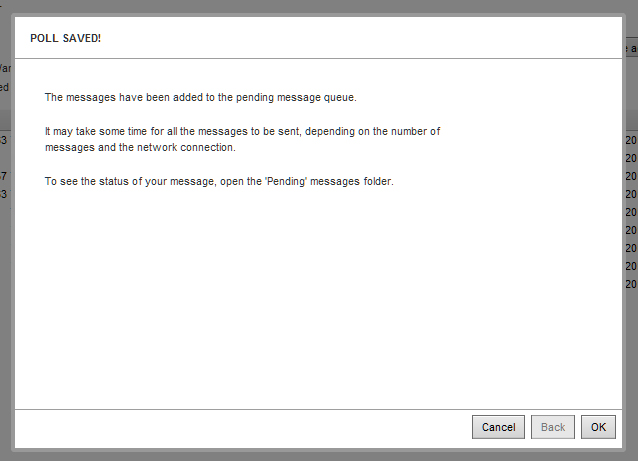 POLL SAVED!
The messages have been added to the pending message queue.
It may take some time for all the messages to be sent, depending on the number of
messages and the network connection.
To see the status of your message, open the 'Pending' messages folder.
Cancel
Back
OK